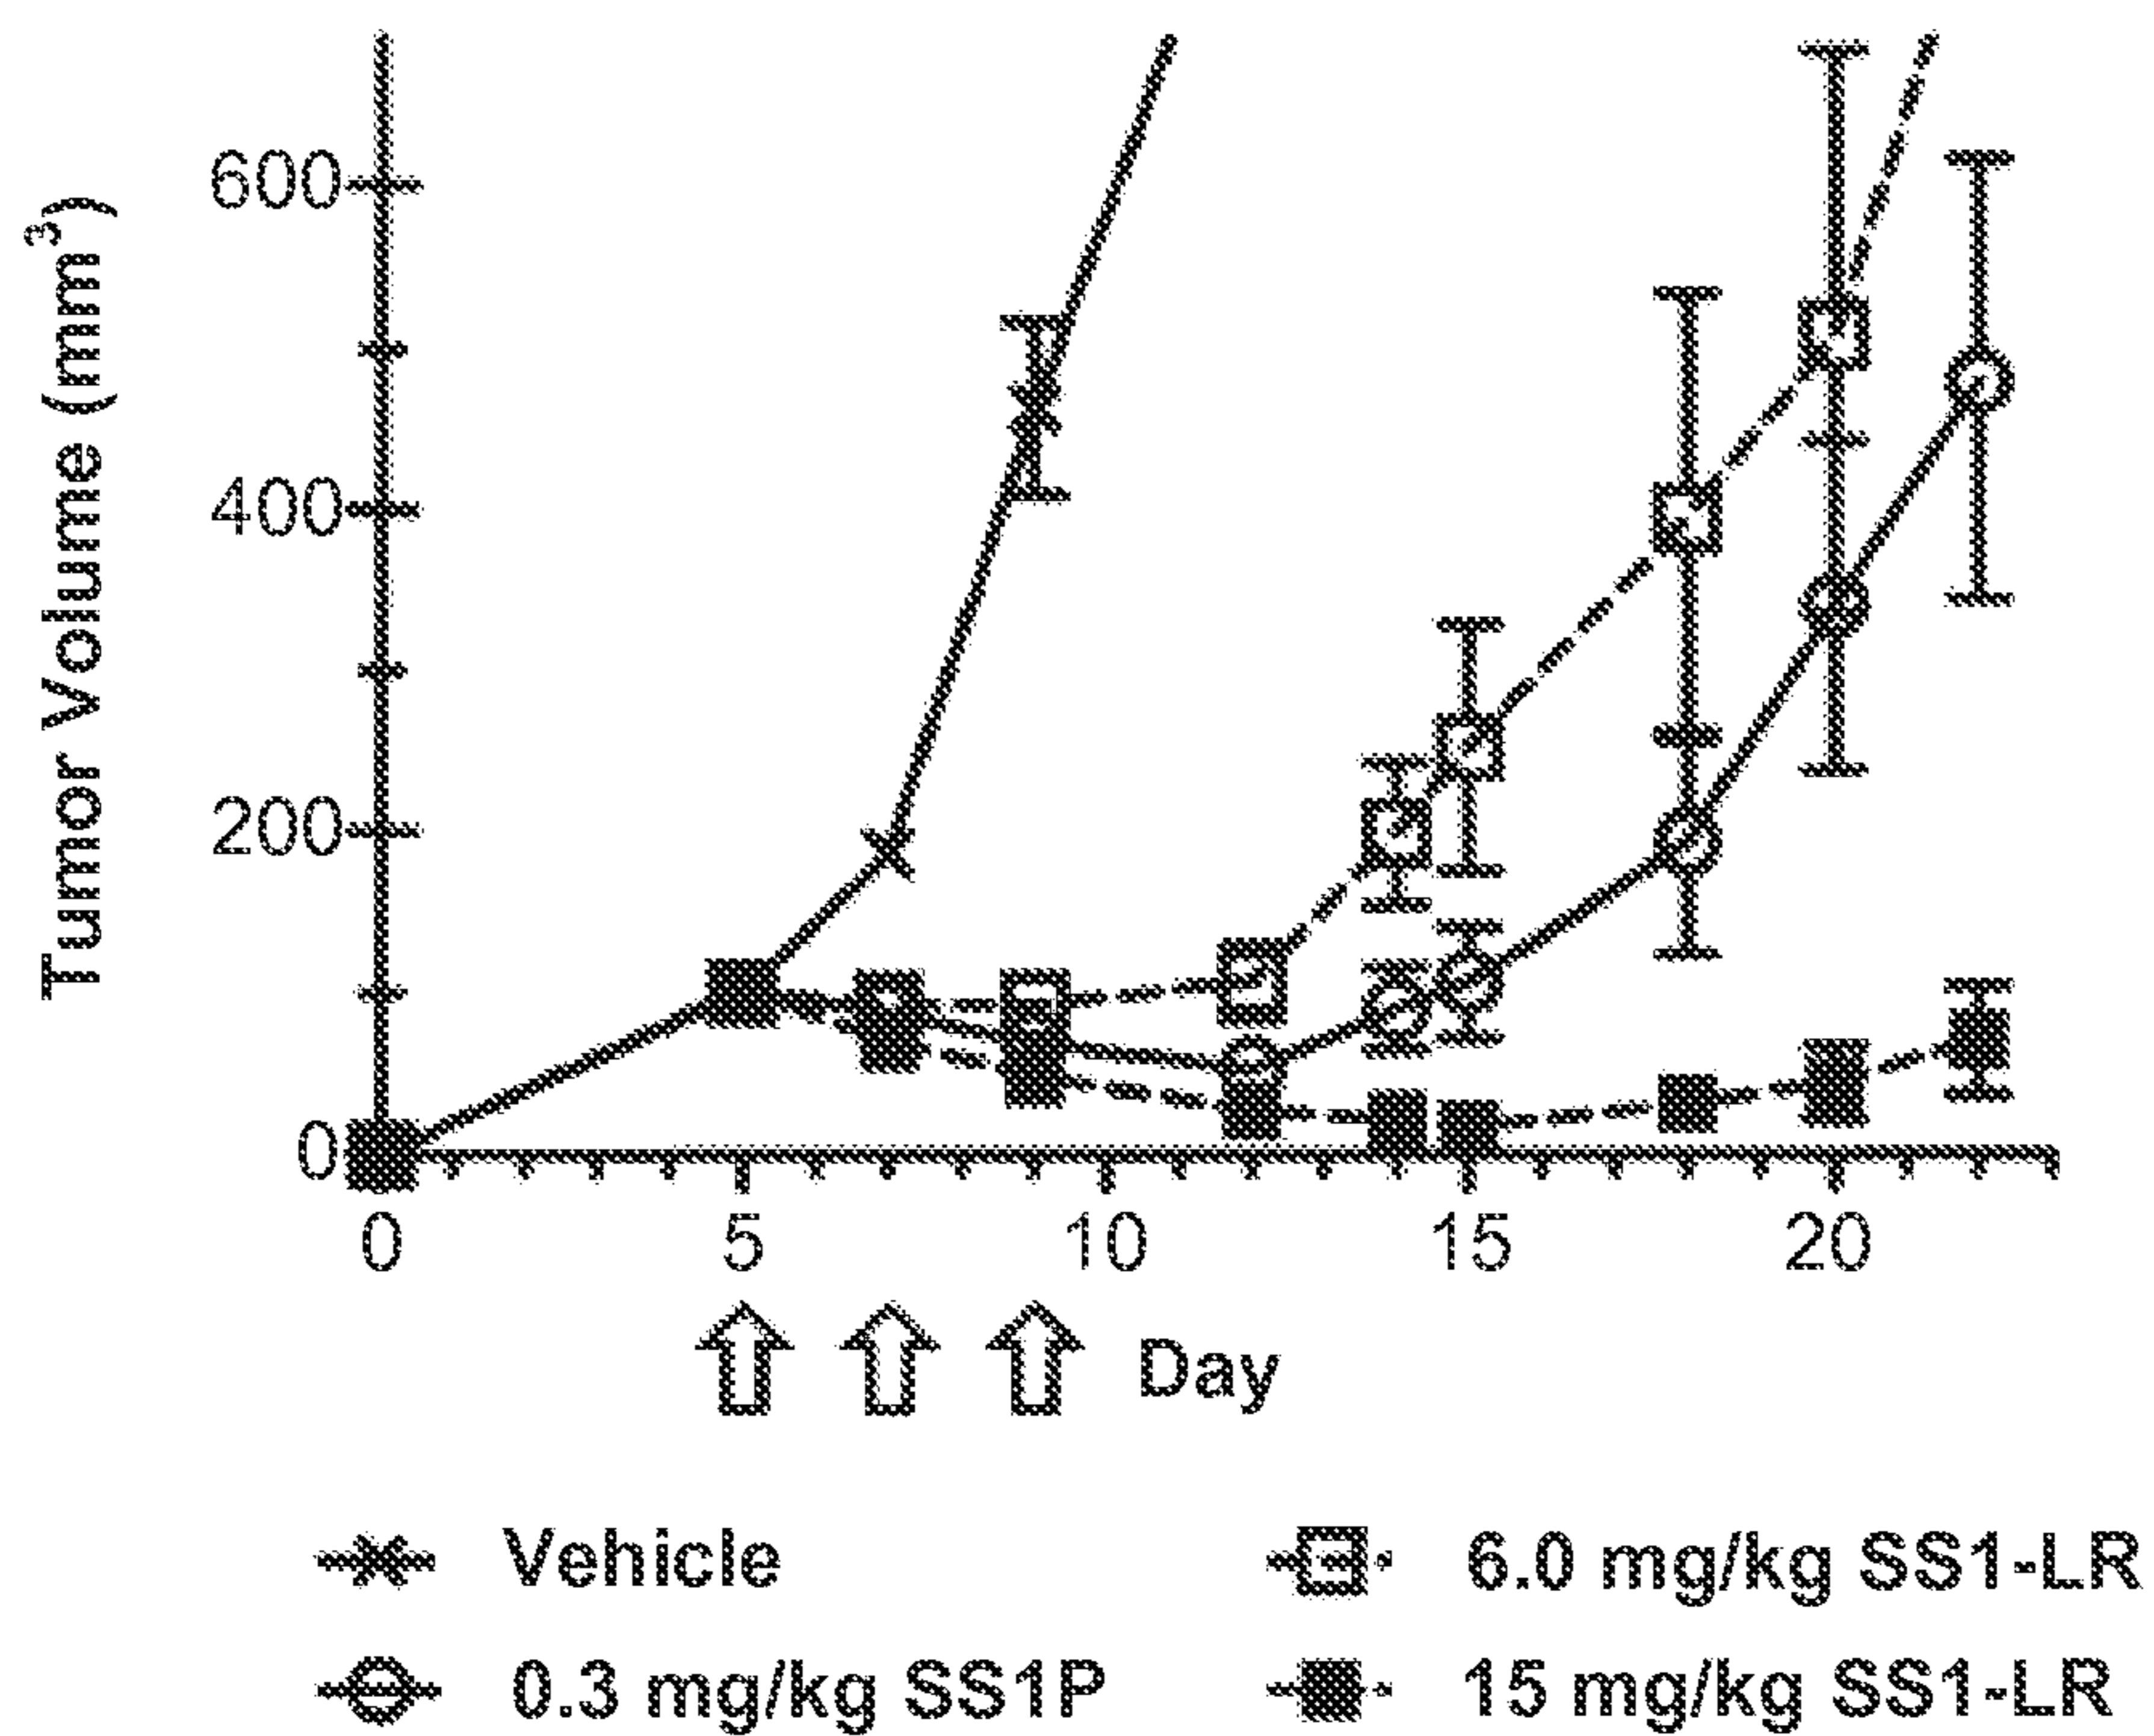 Tumor Volume (mm³)
600
400
200
0
0 5 10 15 20
Day
Vehicle
6.0 mg/kg SS1-LR
0.3 mg/kg SS1P
15 mg/kg SS1-LR